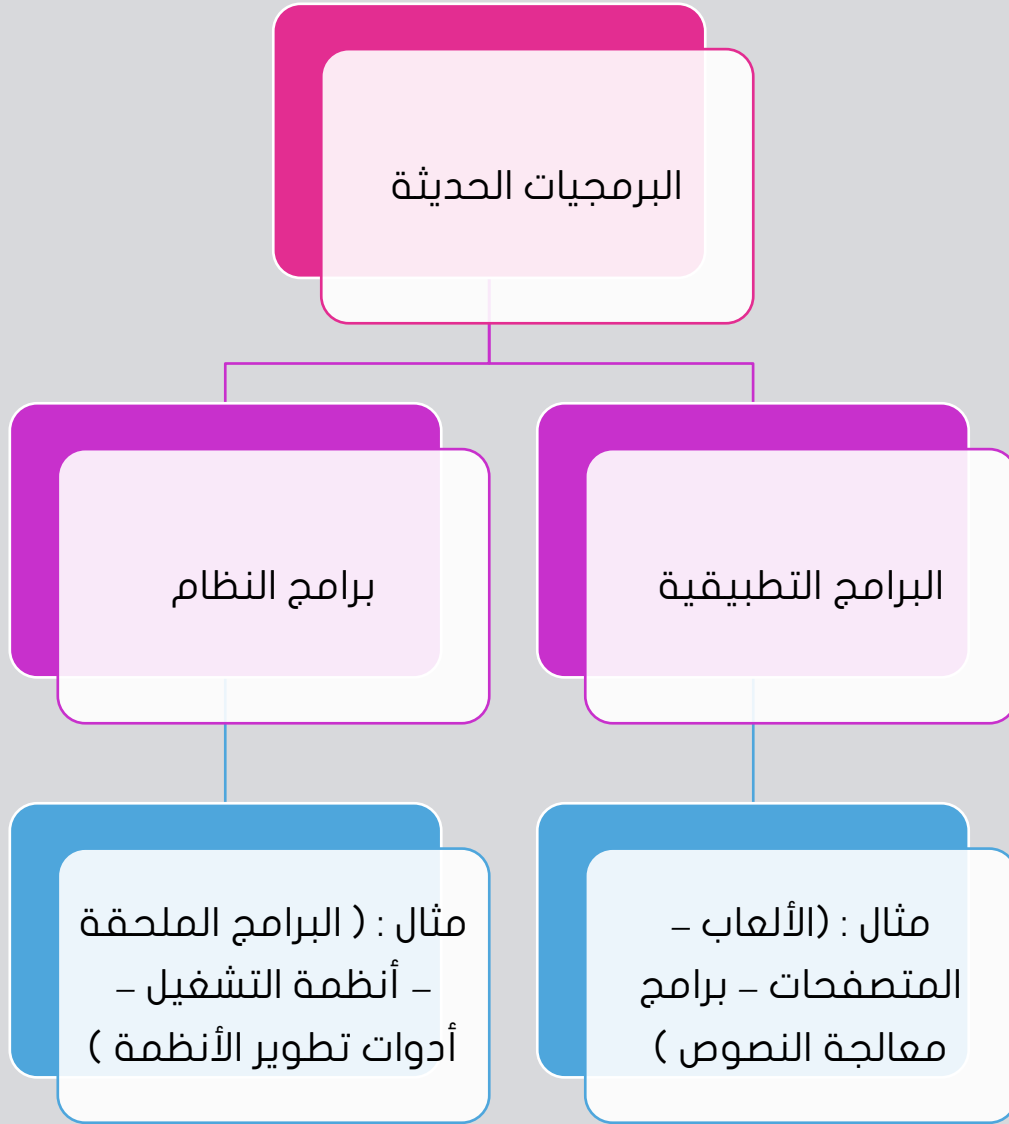 البرمجيات الحديثة
البرامج التطبيقية
برامج النظام
مثال : (الألعاب –
المتصفحات – برامج
معالجة النصوص )
مثال : ( البرامج الملحقة
– أنظمة التشغيل –
أدوات تطوير الأنظمة )